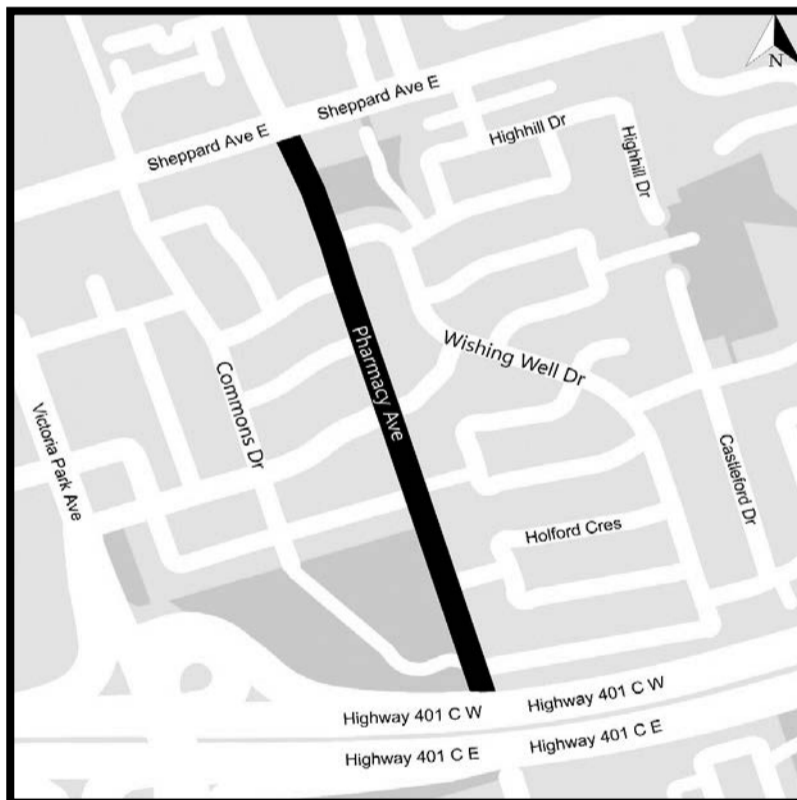 N
Sheppard Ave E
Sheppard Ave E
Highhill Dr
Highhill Dr
Pharmacy Ave
Wishing Well Dr
Commons Dr
Victoria Park Ave
Castleford Dr
Holford Cres
Highway 401 C W
Highway 401 C W
Highway 401 C E
Highway 401 C E